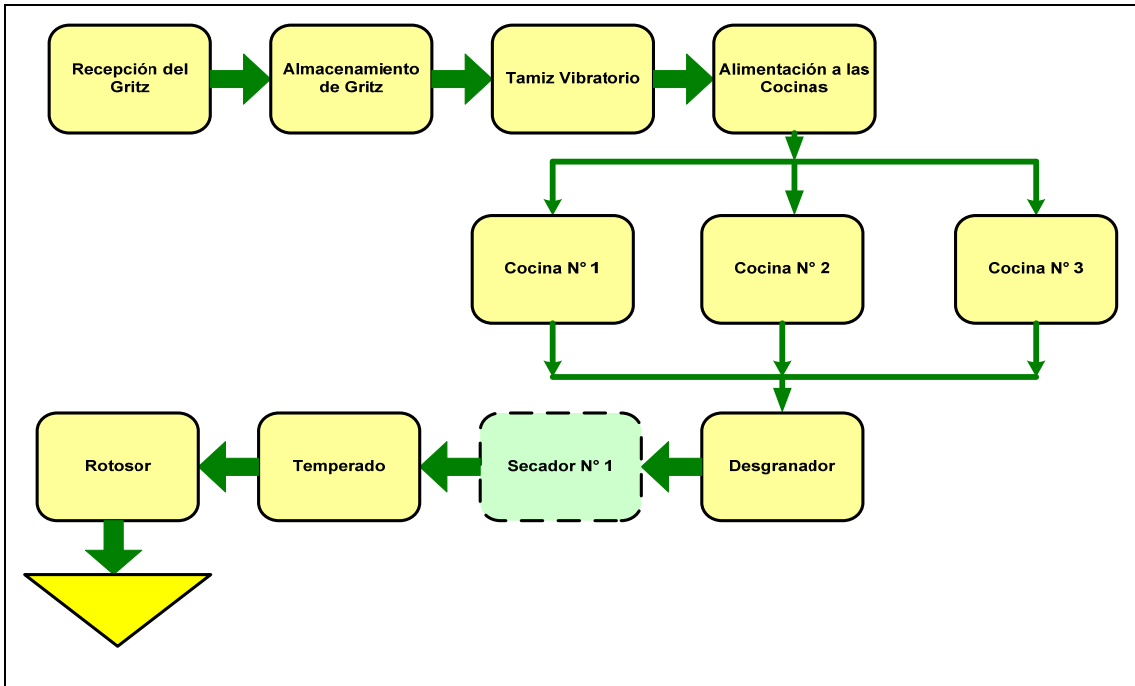 Recepción del
Gritz
Almacenamiento
de Gritz
Tamiz Vibratorio
Alimentación a las
Cocinas
Cocina N° 1
Cocina N° 2
Cocina N° 3
Rotosor
Temperado
Secador N° 1
Desgranador